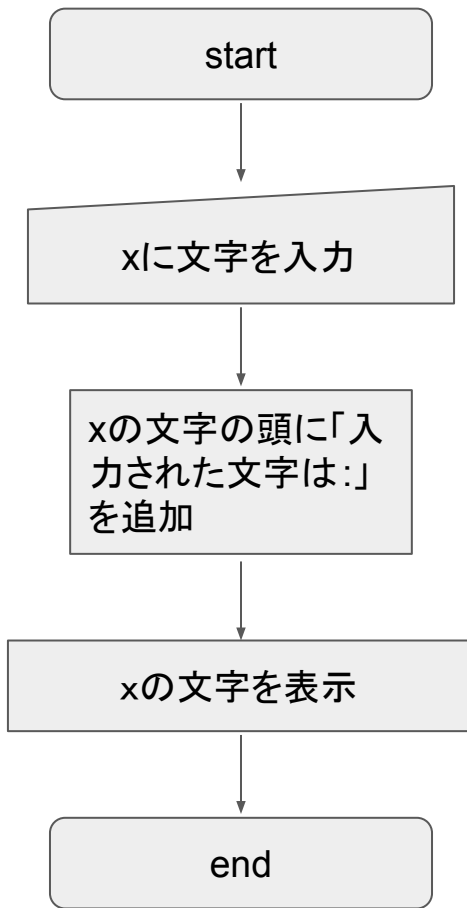 start
xに文字を入力
xの文字の頭に「入
力された文字は:」
を追加
xの文字を表示
end